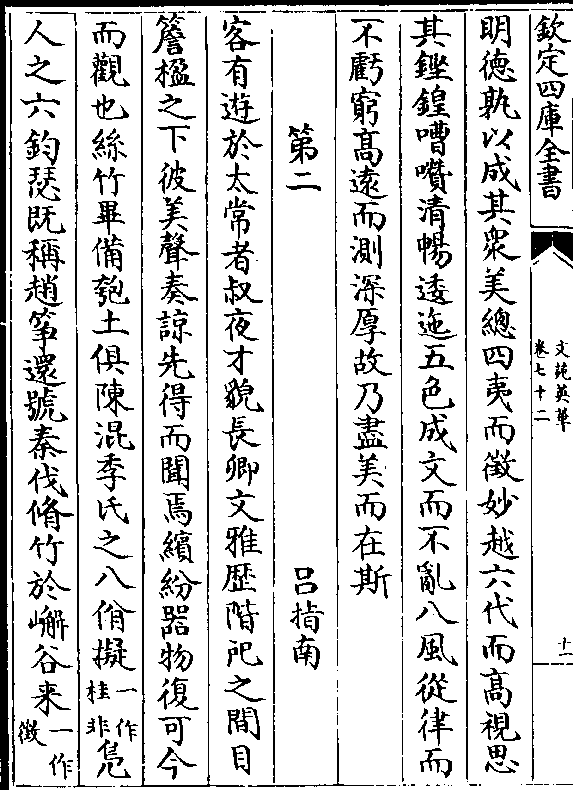 欽定四庫全書
文苑英華
卷七十二
十一
明德孰以成其衆美總四夷而徵妙越六代而高視思
其鏗鍠嘈囋清暢逶迤五色成文而不亂八風從律而
不虧窮高遠而測深厚故乃盡美而在斯
第二
吕指南
客有遊於太常者叔夜才貌長卿文雅歴階戺之間目
簷楹之下彼美聲奏諒先得而聞焉繽紛器物復可今
而觀也絲竹畢備匏土俱陳混季氏之八佾擬一作桂非凫
人之六鈞瑟既稱趙筝還號秦伐脩竹於嶰谷来一作徴